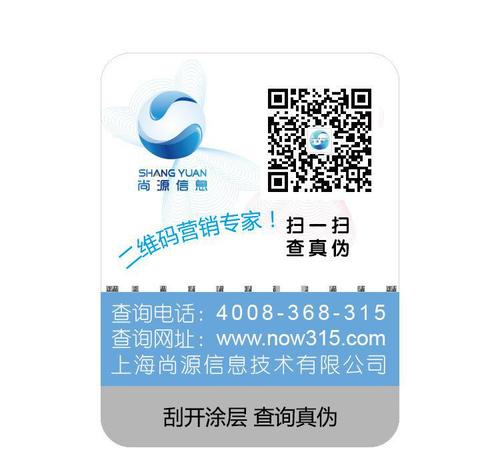 SHANG YUAN
尚源信息
二维码营销专家！
扫一扫
查真伪
查询电话：4008-368-315
查询网址：www.now315.com
上海尚源信息技术有限公司
刮开涂层 查询真伪